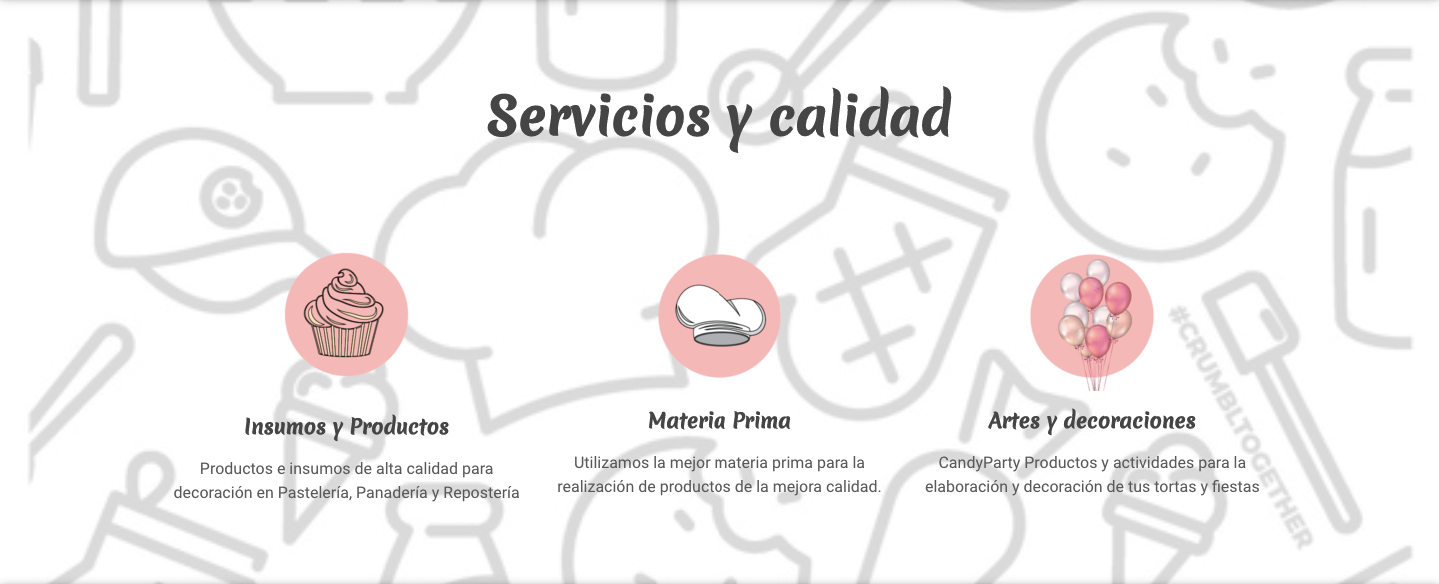 Servicios y calidad
Insumos y Productos
Productos e insumos de alta calidad para
decoración en Pastelería, Panadería y Repostería
Materia Prima
Utilizamos la mejor materia prima para la
realización de productos de la mejora calidad.
Artes y decoraciones
CandyParty Productos y actividades para la
elaboración y decoración de tus tortas y fiestas
#CRUMBLTOGETHER